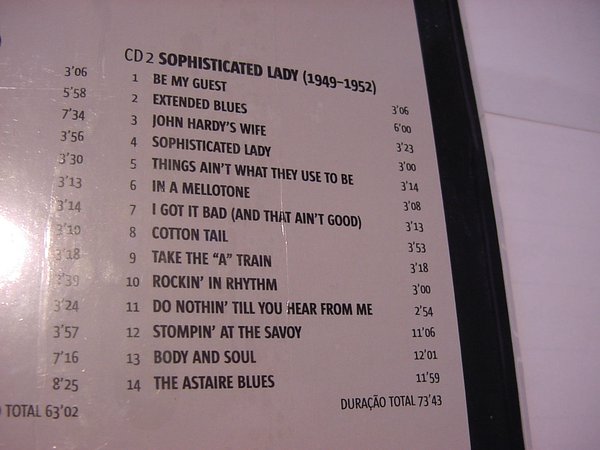 3'06
5'58
7'34
3'56
3'30
3'13
3'14
3'10
3'18
3'24
3'57
7'16
8'25
TOTAL 63'02
CD 2 SOPHISTICATED LADY (1949–1952)
1 BE MY GUEST 3'06
2 EXTENDED BLUES 6'00
3 JOHN HARDY'S WIFE 3'23
4 SOPHISTICATED LADY 3'00
5 THINGS AIN'T WHAT THEY USE TO BE 3'14
6 IN A MELLOTONE 3'08
7 I GOT IT BAD (AND THAT AIN'T GOOD) 3'13
8 COTTON TAIL 3'53
9 TAKE THE "A" TRAIN 3'18
10 ROCKIN' IN RHYTHM 3'00
11 DO NOTHIN' TILL YOU HEAR FROM ME 2'54
12 STOMPIN' AT THE SAVOY 11'06
13 BODY AND SOUL 12'01
14 THE ASTAIRE BLUES 11'59
DURAÇÃO TOTAL 73'43